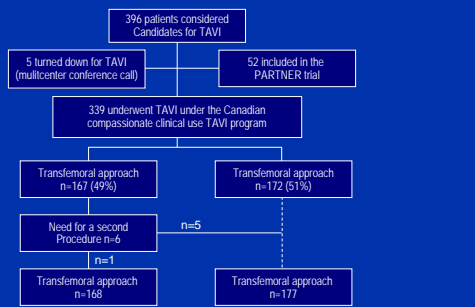 396 patients considered
Candidates for TAVI
5 turned down for TAVI
(mulitcenter conference call)
52 included in the
PARTNER trial
339 underwent TAVI under the Canadian
compassionate clinical use TAVI program
Transfemoral approach
n=167 (49%)
Transfemoral approach
n=172 (51%)
Need for a second
Procedure n=6
n=5
n=1
Transfemoral approach
n=168
Transfemoral approach
n=177